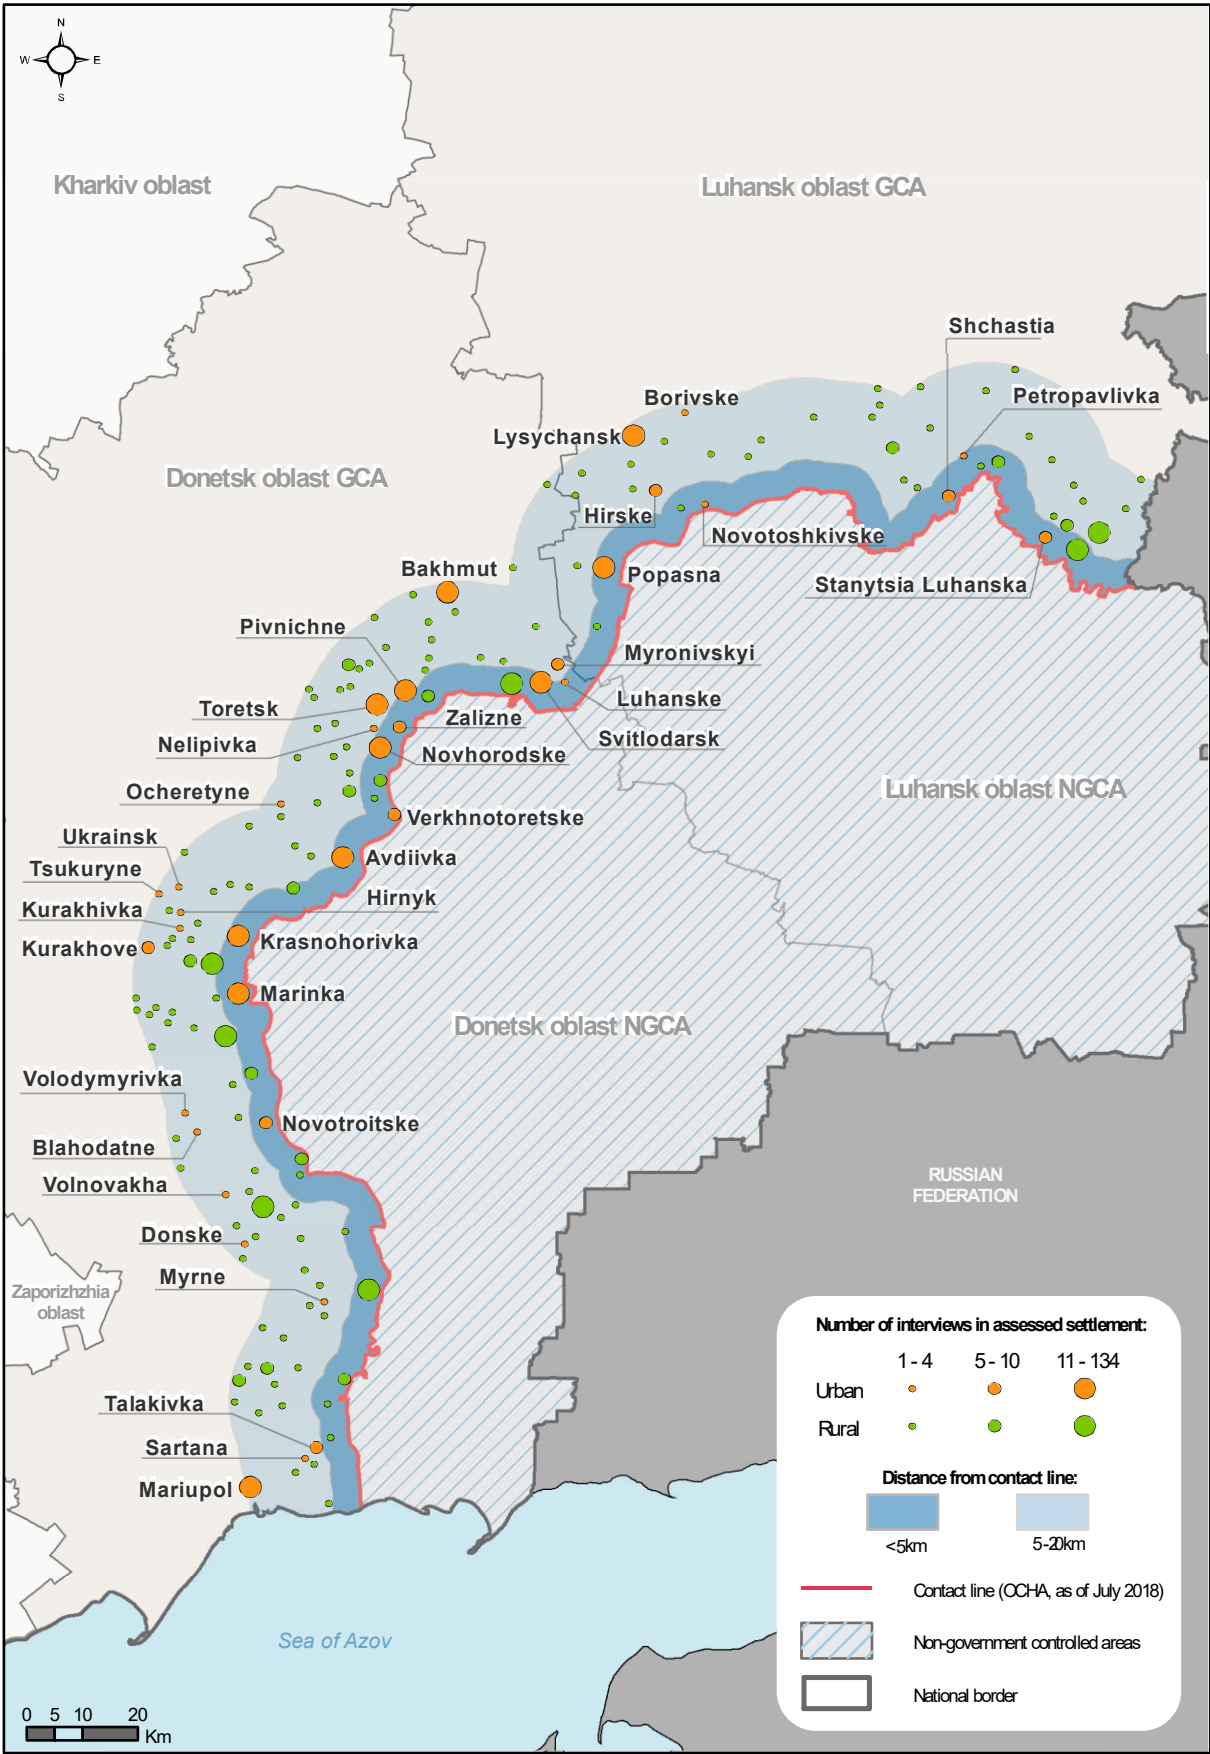 N
W
E
S
Kharkiv oblast
Luhansk oblast GCA
Shchastia
Petropavlivka
Borivske
Lysychansk
Donetsk oblast GCA
Hirske
Novotoshkivske
Bakhmut
Popasna
Stanytsia Luhanska
Pivnichne
Myronivskyi
Luhanske
Toretsk
Zalizne
Svitlodarsk
Nelipivka
Novhorodske
Ocheretyne
Luhansk oblast NGCA
Verkhnotoretske
Ukrainsk
Avdiivka
Tsukuryne
Hirnyk
Kurakhivka
Kurakhove
Krasnohorivka
Marinka
Donetsk oblast NGCA
Volodymyrivka
Novotroitske
Blahodatne
Volnovakha
RUSSIAN
FEDERATION
Donske
Myrne
Zaporizhzhia
oblast
Talakivka
Sartana
Mariupol
Sea of Azov
Number of interviews in assessed settlement:
1 - 4
5 - 10
11 - 134
Urban
Rural
Distance from contact line:
<5km
5-20km
Contact line (OCHA, as of July 2018)
Non-government controlled areas
National border
0 5 10 20
Km